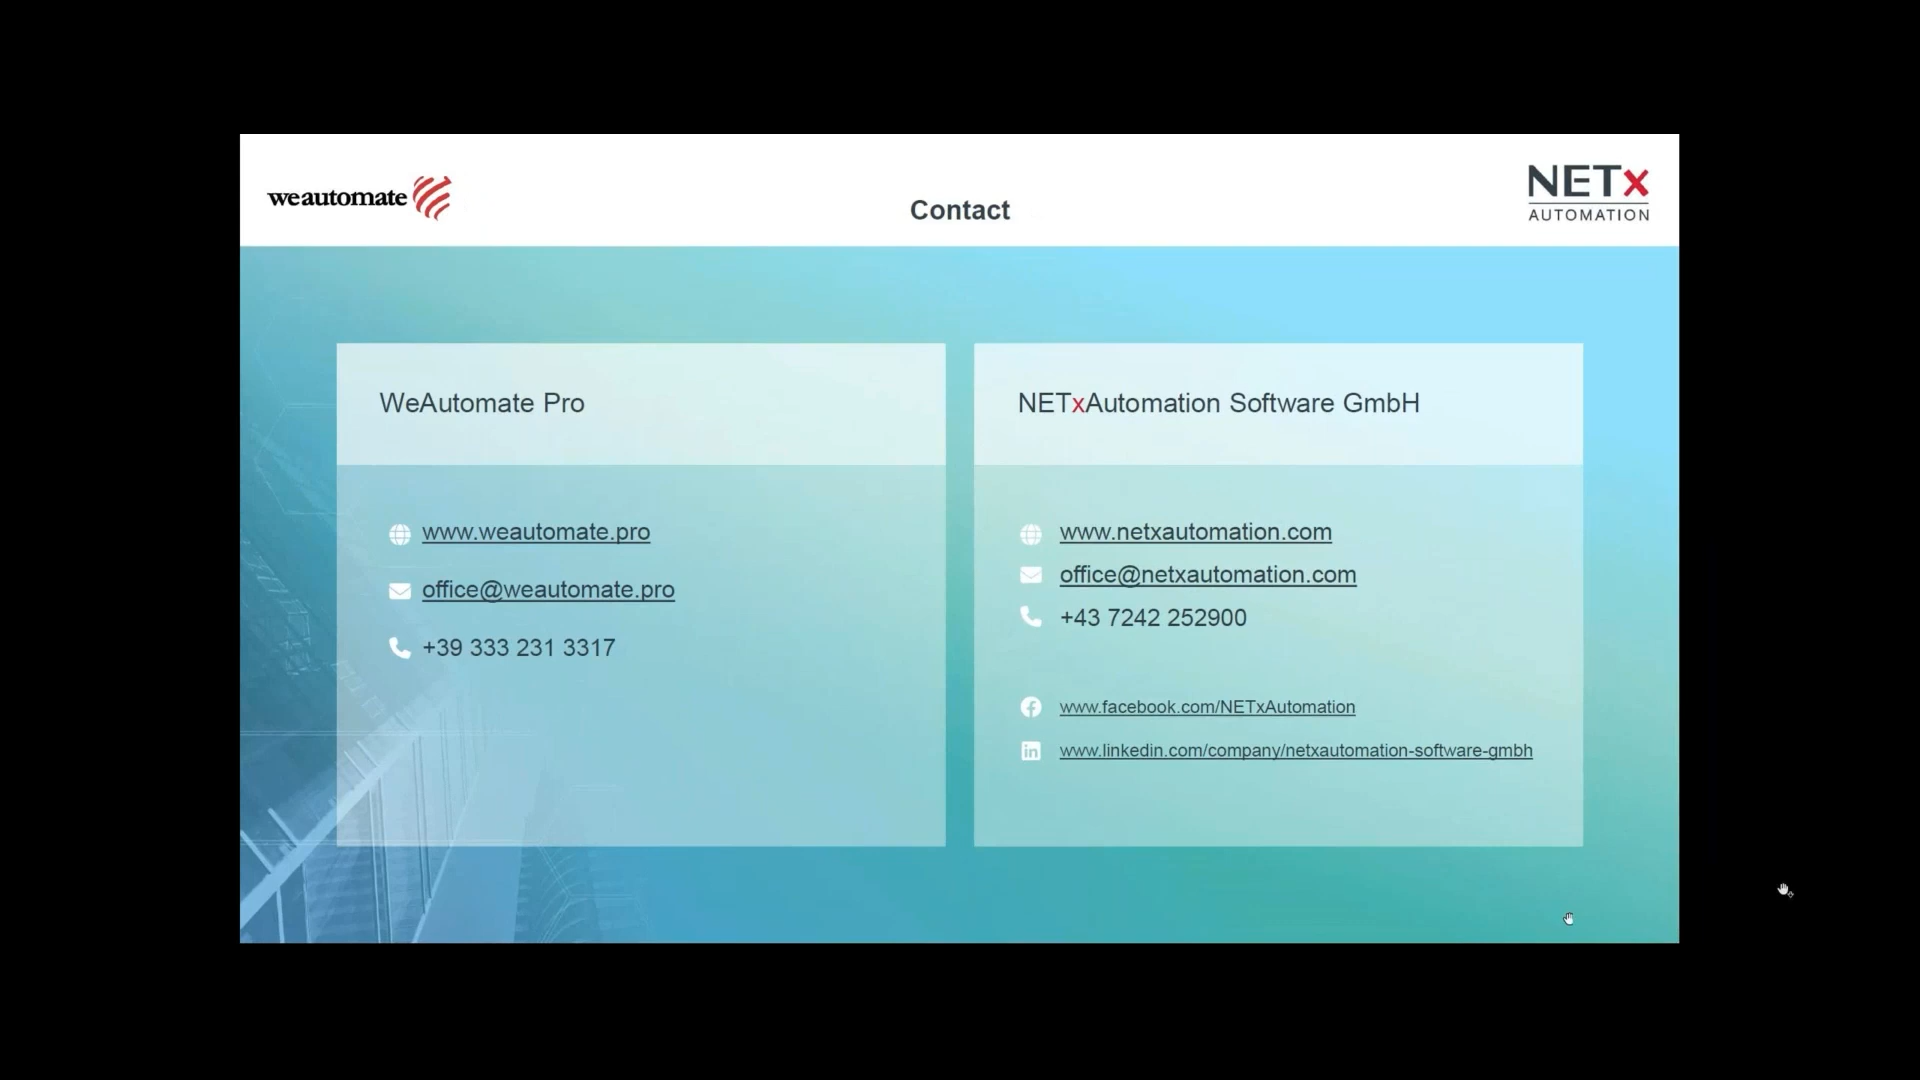 weautomate
Contact
NETx
AUTOMATION
WeAutomate Pro
www.weautomate.pro
office@weautomate.pro
+39 333 231 3317
NETxAutomation Software GmbH
www.netxautomation.com
office@netxautomation.com
+43 7242 252900
www.facebook.com/NETxAutomation
www.linkedin.com/company/netxautomation-software-gmbh